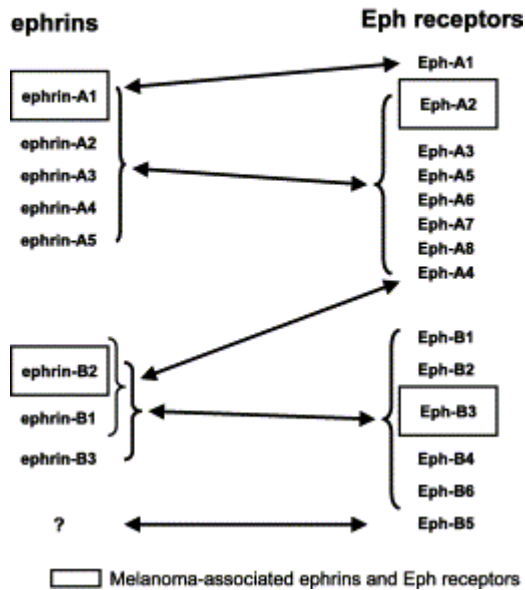 ephrins
Eph receptors
ephrin-A1
ephrin-A2
ephrin-A3
ephrin-A4
ephrin-A5
ephrin-B2
ephrin-B1
ephrin-B3
?
Eph-A1
Eph-A2
Eph-A3
Eph-A5
Eph-A6
Eph-A7
Eph-A8
Eph-A4
Eph-B1
Eph-B2
Eph-B3
Eph-B4
Eph-B6
Eph-B5
Melanoma-associated ephrins and Eph receptors